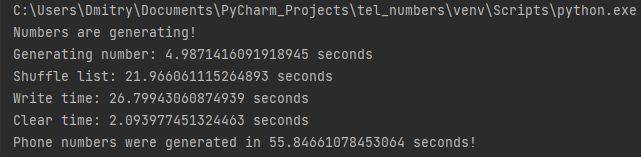 C:\Users\Dmitry\Documents\PyCharm_Projects\tel_numbers\venv\Scripts\python.exe
Numbers are generating!
Generating number: 4.9871416091918945 seconds
Shuffle list: 21.966061115264893 seconds
Write time: 26.79943060874939 seconds
Clear time: 2.093977451324463 seconds
Phone numbers were generated in 55.84661078453064 seconds!